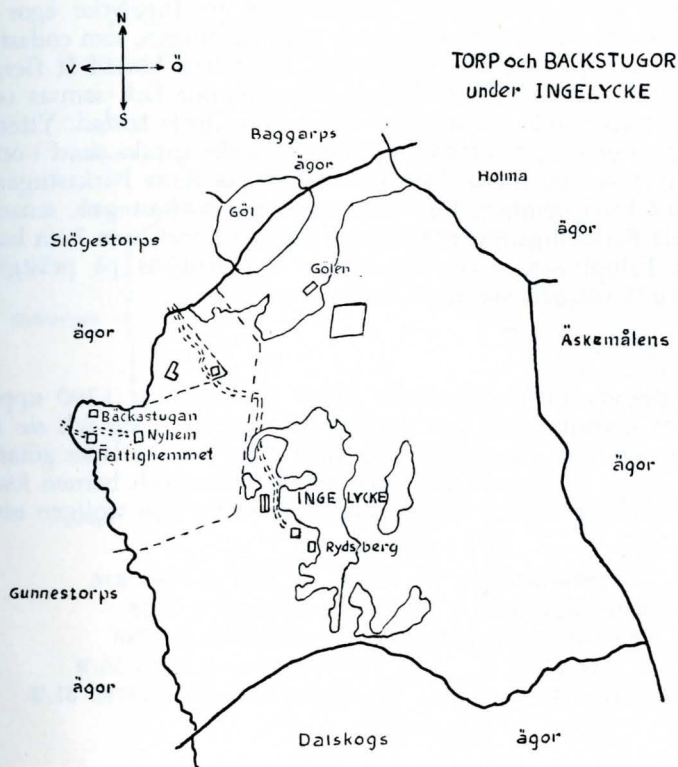 N
V Ö
S
TORP och BACKSTUGOR
under INGELYCKE
Baggarps
ägor
Holma
ägor
Göl
Slögestorps
ägor
Gölen
Äskemålens
ägor
Bäckastugan
Nyhem
Fattighemmet
INGELYCKE
Rydsberg
Gunnestorps
ägor
Dalskogs ägor